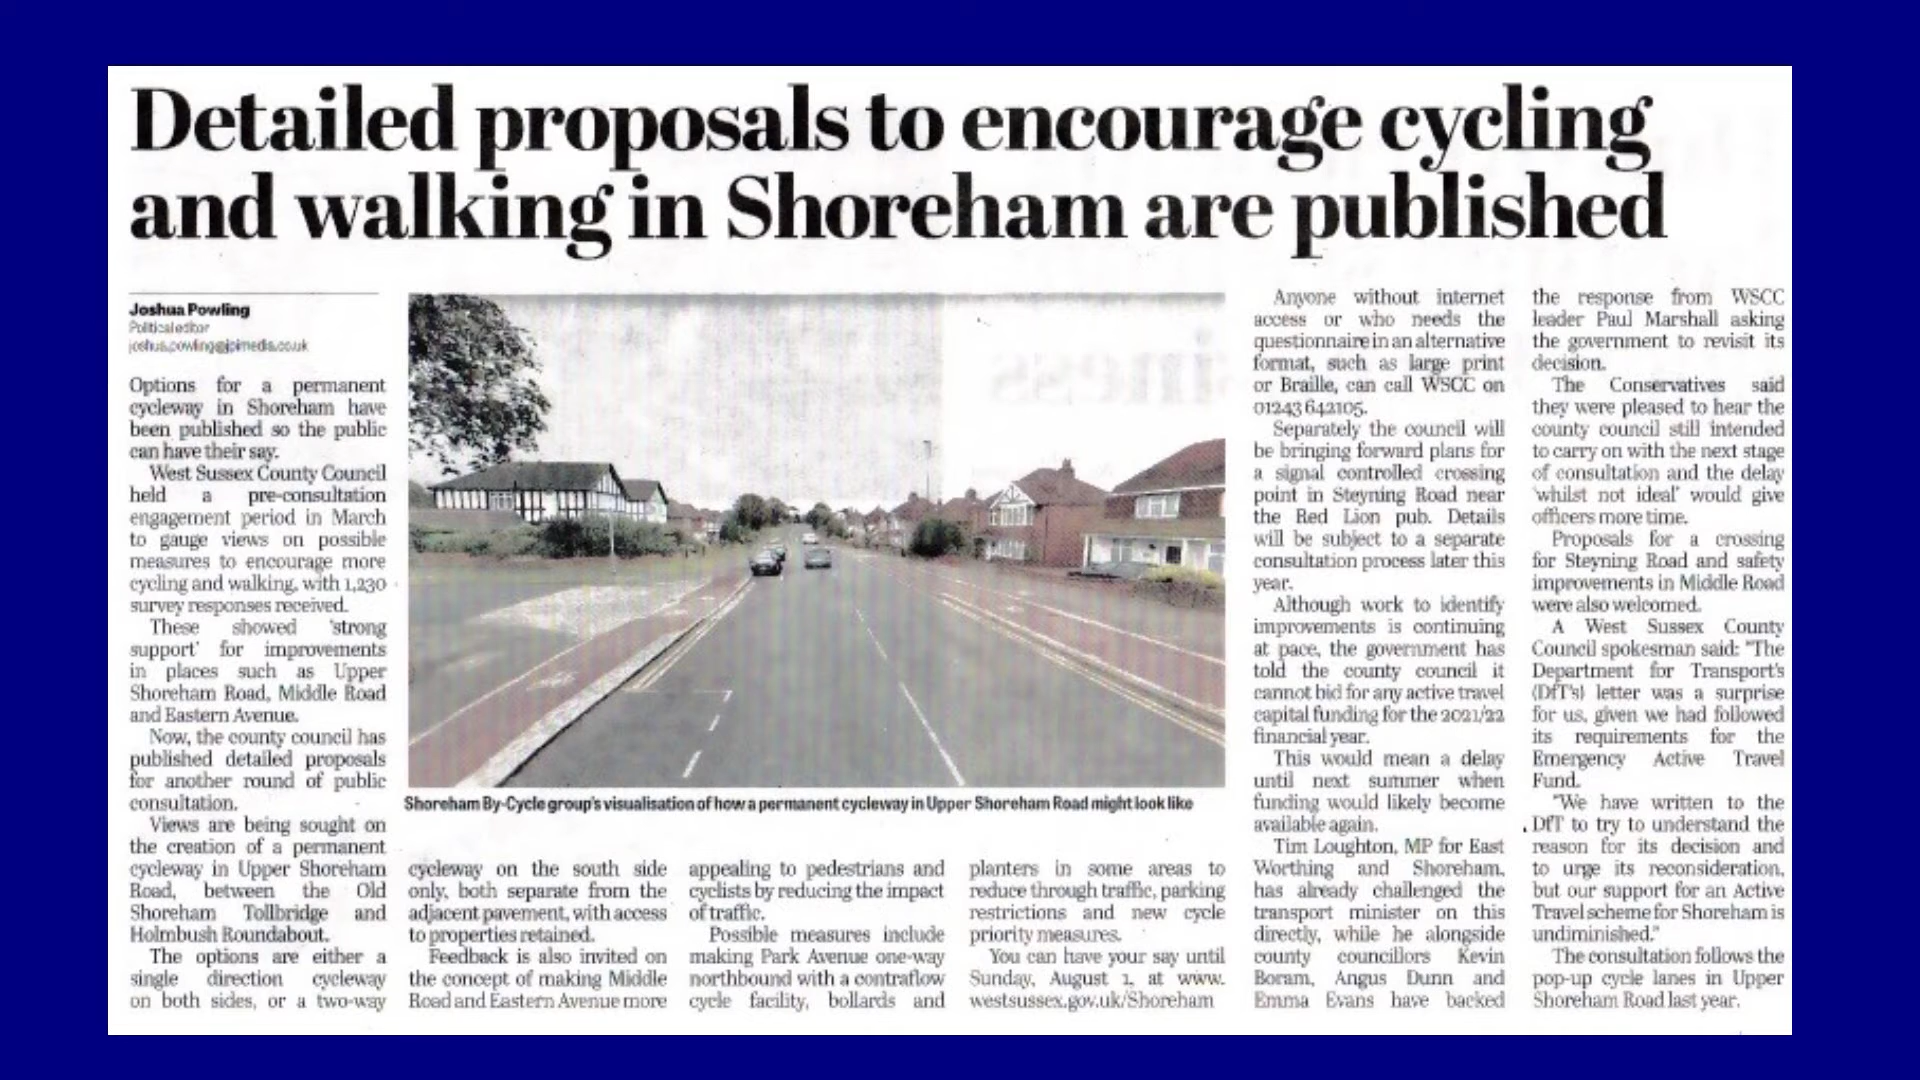 Detailed proposals to encourage cycling
and walking in Shoreham are published
Joshua Powling
Political editor
joshua.powling@jpimedia.co.uk
Options for a permanent
cycleway in Shoreham have
been published so the public
can have their say.
West Sussex County Council
held a pre-consultation
engagement period in March
to gauge views on possible
measures to encourage more
cycling and walking, with 1,230
survey responses received.
These showed 'strong
support' for improvements
in places such as Upper
Shoreham Road, Middle Road
and Eastern Avenue.
Now, the county council has
published detailed proposals
for another round of public
consultation.
Views are being sought on
the creation of a permanent
cycleway in Upper Shoreham
Road, between the Old
Shoreham Tollbridge and
Holmbush Roundabout.
The options are either a
single direction cycleway
on both sides, or a two-way
Shoreham By-Cycle group's visualisation of how a permanent cycleway in Upper Shoreham Road might look like
cycleway on the south side
only, both separate from the
adjacent pavement, with access
to properties retained.
Feedback is also invited on
the concept of making Middle
Road and Eastern Avenue more
appealing to pedestrians and
cyclists by reducing the impact
of traffic.
Possible measures include
making Park Avenue one-way
northbound with a contraflow
cycle facility, bollards and
planters in some areas to
reduce through traffic, parking
restrictions and new cycle
priority measures.
You can have your say until
Sunday, August 1, at www.
westsussex.gov.uk/Shoreham
Anyone without internet
access or who needs the
questionnaire in an alternative
format, such as large print
or Braille, can call WSCC on
01243 642105.
Separately the council will
be bringing forward plans for
a signal controlled crossing
point in Steyning Road near
the Red Lion pub. Details
will be subject to a separate
consultation process later this
year.
Although work to identify
improvements is continuing
at pace, the government has
told the county council it
cannot bid for any active travel
capital funding for the 2021/22
financial year.
This would mean a delay
until next summer when
funding would likely become
available again.
Tim Loughton, MP for East
Worthing and Shoreham,
has already challenged the
transport minister on this
directly, while he alongside
county councillors Kevin
Boram, Angus Dunn and
Emma Evans have backed
the response from WSCC
leader Paul Marshall asking
the government to revisit its
decision.
The Conservatives said
they were pleased to hear the
county council still intended
to carry on with the next stage
of consultation and the delay
'whilst not ideal' would give
officers more time.
Proposals for a crossing
for Steyning Road and safety
improvements in Middle Road
were also welcomed.
A West Sussex County
Council spokesman said: "The
Department for Transport's
(DfT's) letter was a surprise
for us, given we had followed
its requirements for the
Emergency Active Travel
Fund.
"We have written to the
DfT to try to understand the
reason for its decision and
to urge its reconsideration,
but our support for an Active
Travel scheme for Shoreham is
undiminished."
The consultation follows the
pop-up cycle lanes in Upper
Shoreham Road last year.